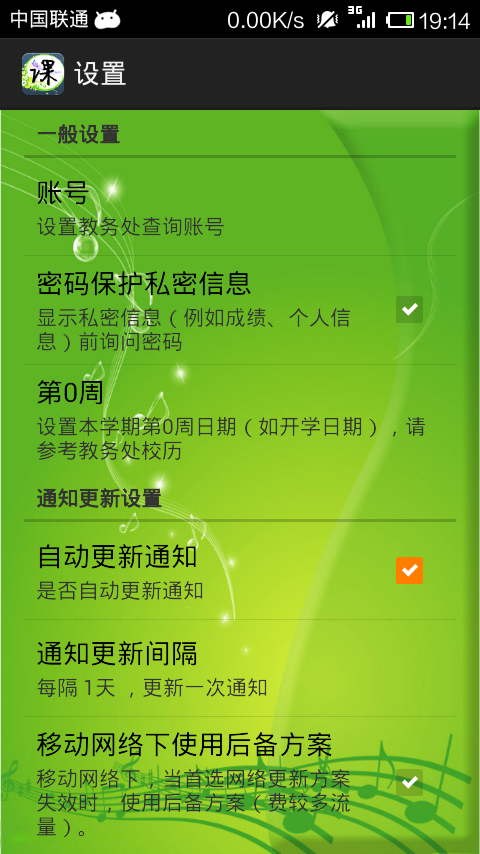 中国联通 0.00K/s 3G 19:14
课 设置
一般设置
账号
设置教务处查询账号
密码保护私密信息
显示私密信息（例如成绩、个人信
息）前询问密码
第0周
设置本学期第0周日期（如开学日期），请
参考教务处校历
通知更新设置
自动更新通知
是否自动更新通知
通知更新间隔
每隔 1天 ，更新一次通知
移动网络下使用后备方案
移动网络下，当首选网络更新方案
失效时，使用后备方案（费较多流
量）。